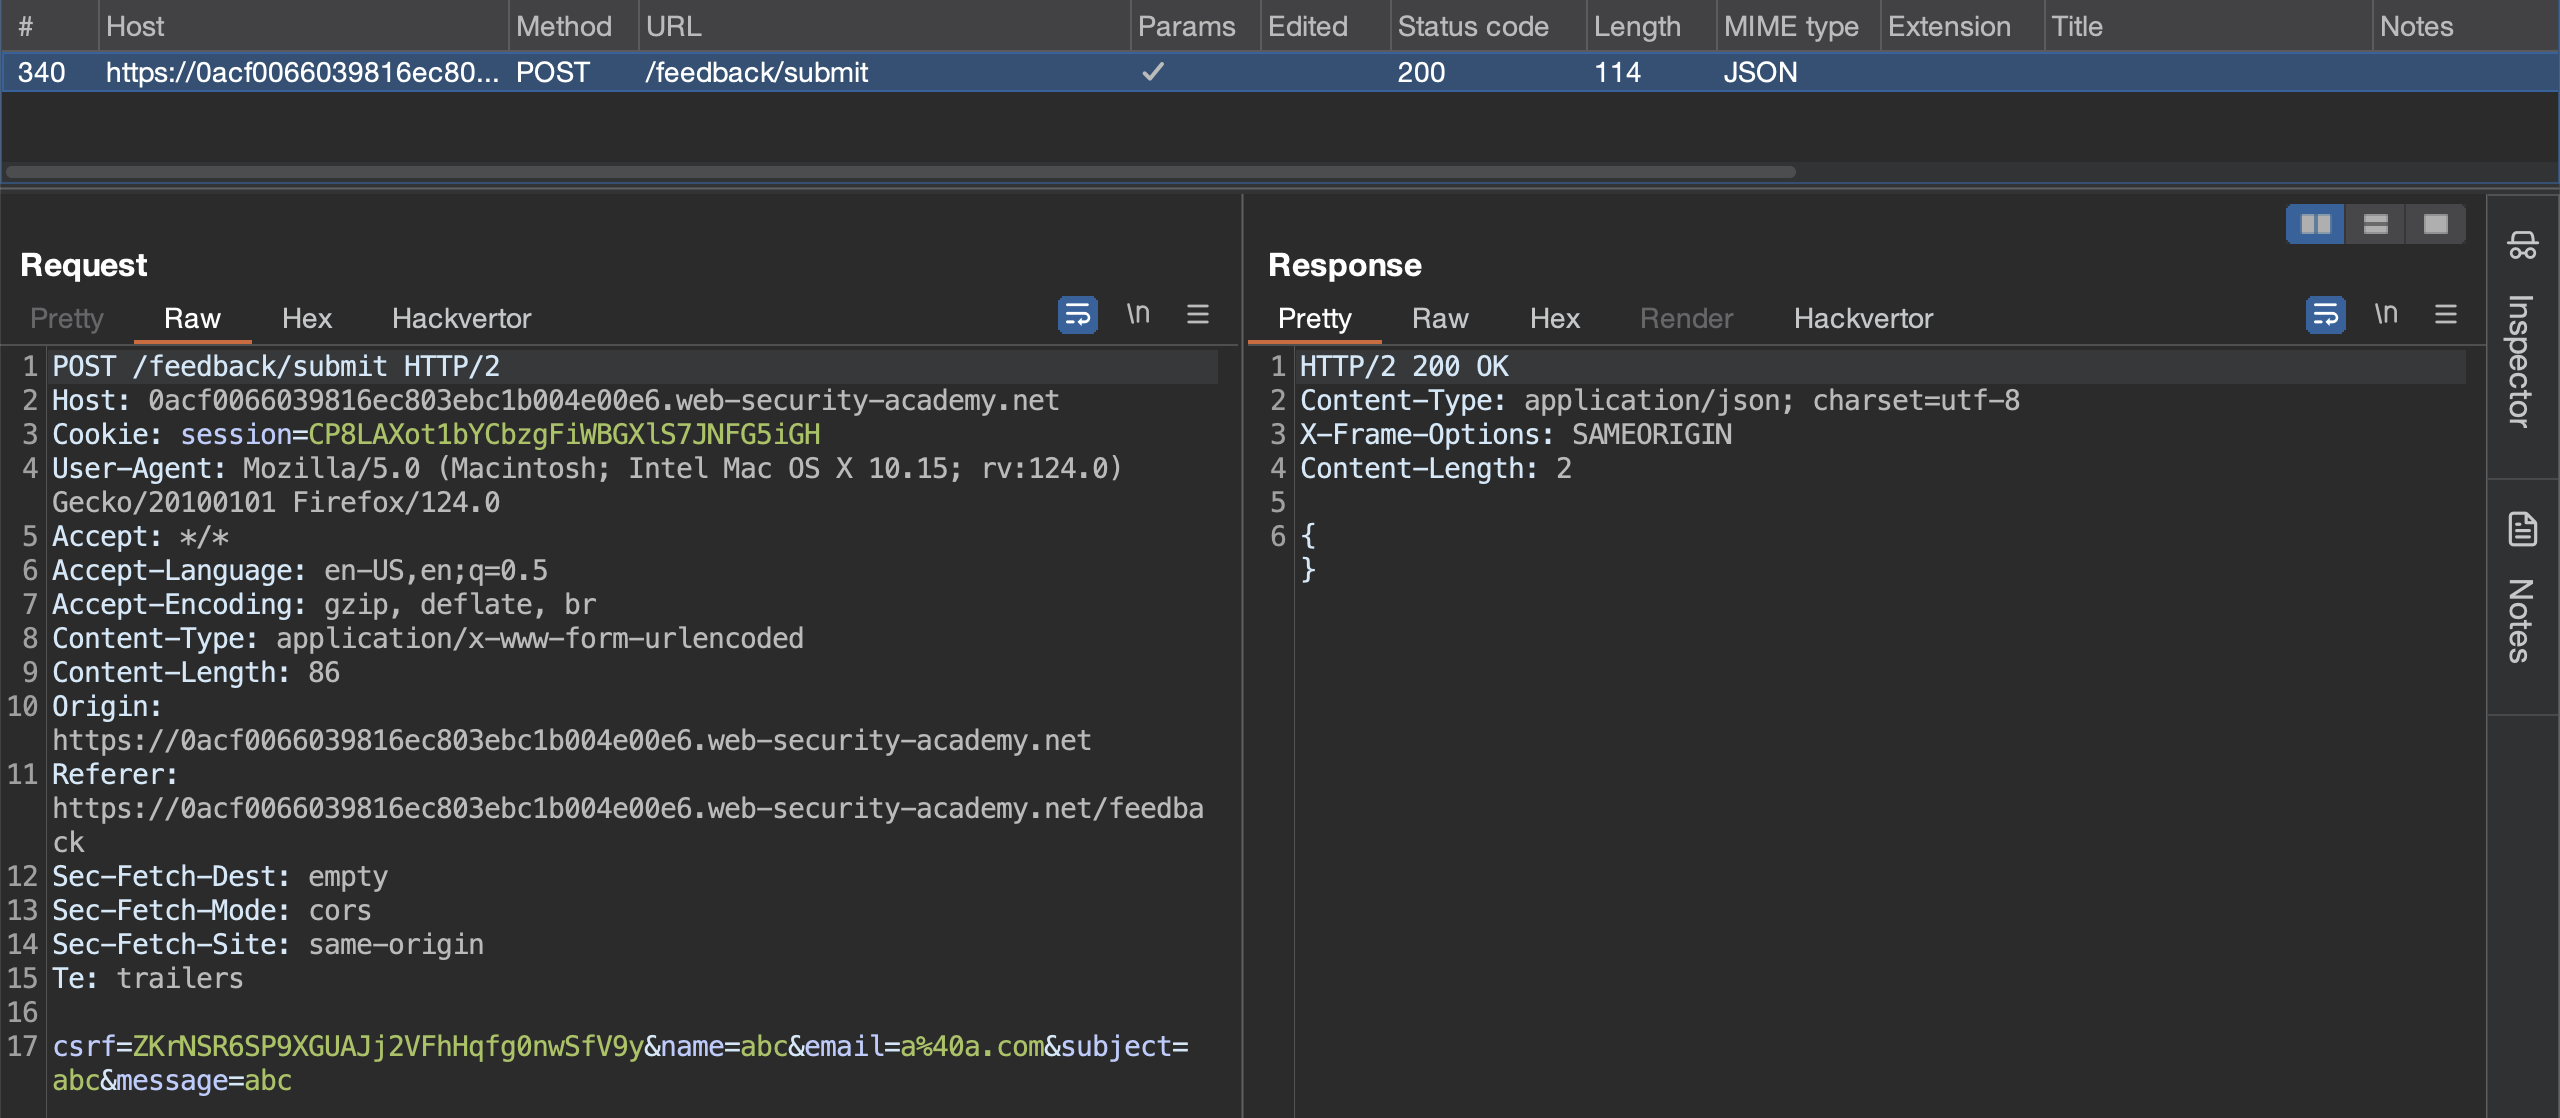 # Host Method URL Params Edited Status code Length MIME type Extension Title Notes
340 https://0acf0066039816ec80... POST /feedback/submit ✓ 200 114 JSON
Request
Pretty Raw Hex Hackvertor \n
1 POST /feedback/submit HTTP/2
2 Host: 0acf0066039816ec803ebc1b004e00e6.web-security-academy.net
3 Cookie: session=CP8LAXot1bYCbzgFiWBGXlS7JNFG5iGH
4 User-Agent: Mozilla/5.0 (Macintosh; Intel Mac OS X 10.15; rv:124.0)
Gecko/20100101 Firefox/124.0
5 Accept: */*
6 Accept-Language: en-US,en;q=0.5
7 Accept-Encoding: gzip, deflate, br
8 Content-Type: application/x-www-form-urlencoded
9 Content-Length: 86
10 Origin:
https://0acf0066039816ec803ebc1b004e00e6.web-security-academy.net
11 Referer:
https://0acf0066039816ec803ebc1b004e00e6.web-security-academy.net/feedba
ck
12 Sec-Fetch-Dest: empty
13 Sec-Fetch-Mode: cors
14 Sec-Fetch-Site: same-origin
15 Te: trailers
16
17 csrf=ZKrNSR6SP9XGUAJj2VFhHqfg0nwSfV9y&name=abc&email=a%40a.com&subject=
abc&message=abc
Response
Pretty Raw Hex Render Hackvertor \n
1 HTTP/2 200 OK
2 Content-Type: application/json; charset=utf-8
3 X-Frame-Options: SAMEORIGIN
4 Content-Length: 2
5
6 {
}
Inspector
Notes